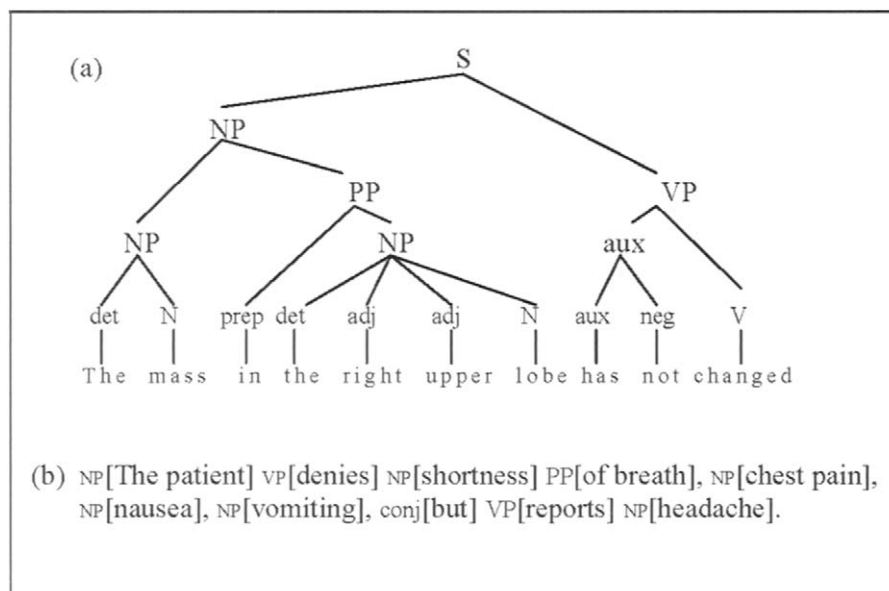 (a) S
NP
PP VP
NP NP aux
det N prep det adj adj N aux neg V
The mass in the right upper lobe has not changed
(b) NP[The patient] VP[denies] NP[shortness] PP[of breath], NP[chest pain],
NP[nausea], NP[vomiting], conj[but] VP[reports] NP[headache].